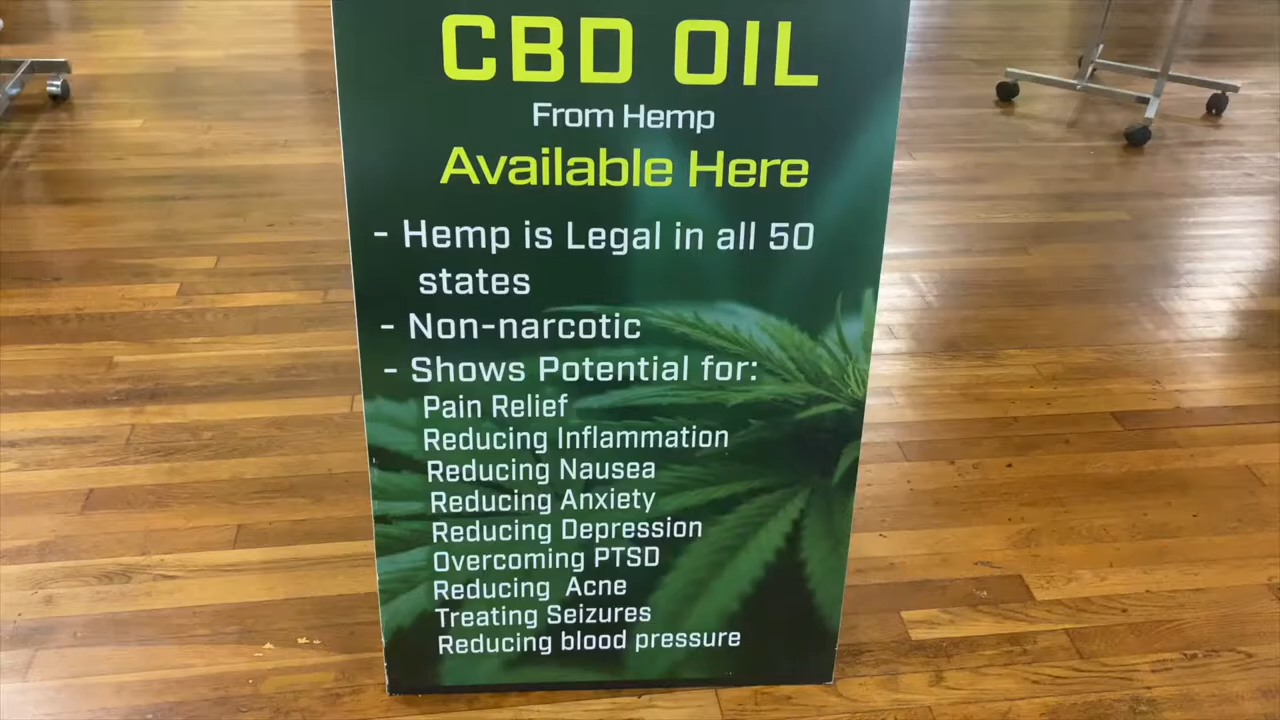 CBD OIL
From Hemp
Available Here
- Hemp is Legal in all 50
states
- Non-narcotic
- Shows Potential for:
Pain Relief
Reducing Inflammation
Reducing Nausea
Reducing Anxiety
Reducing Depression
Overcoming PTSD
Reducing Acne
Treating Seizures
Reducing blood pressure